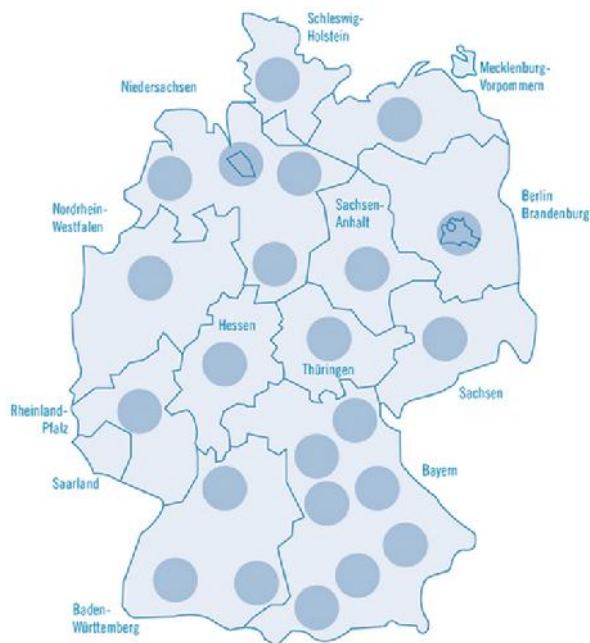 Schleswig-
Holstein
Mecklenburg-
Vorpommern
Niedersachsen
Berlin
Brandenburg
Sachsen-
Anhalt
Nordrhein-
Westfalen
Hessen
Thüringen
Sachsen
Rheinland-
Pfalz
Saarland
Bayern
Baden-
Württemberg